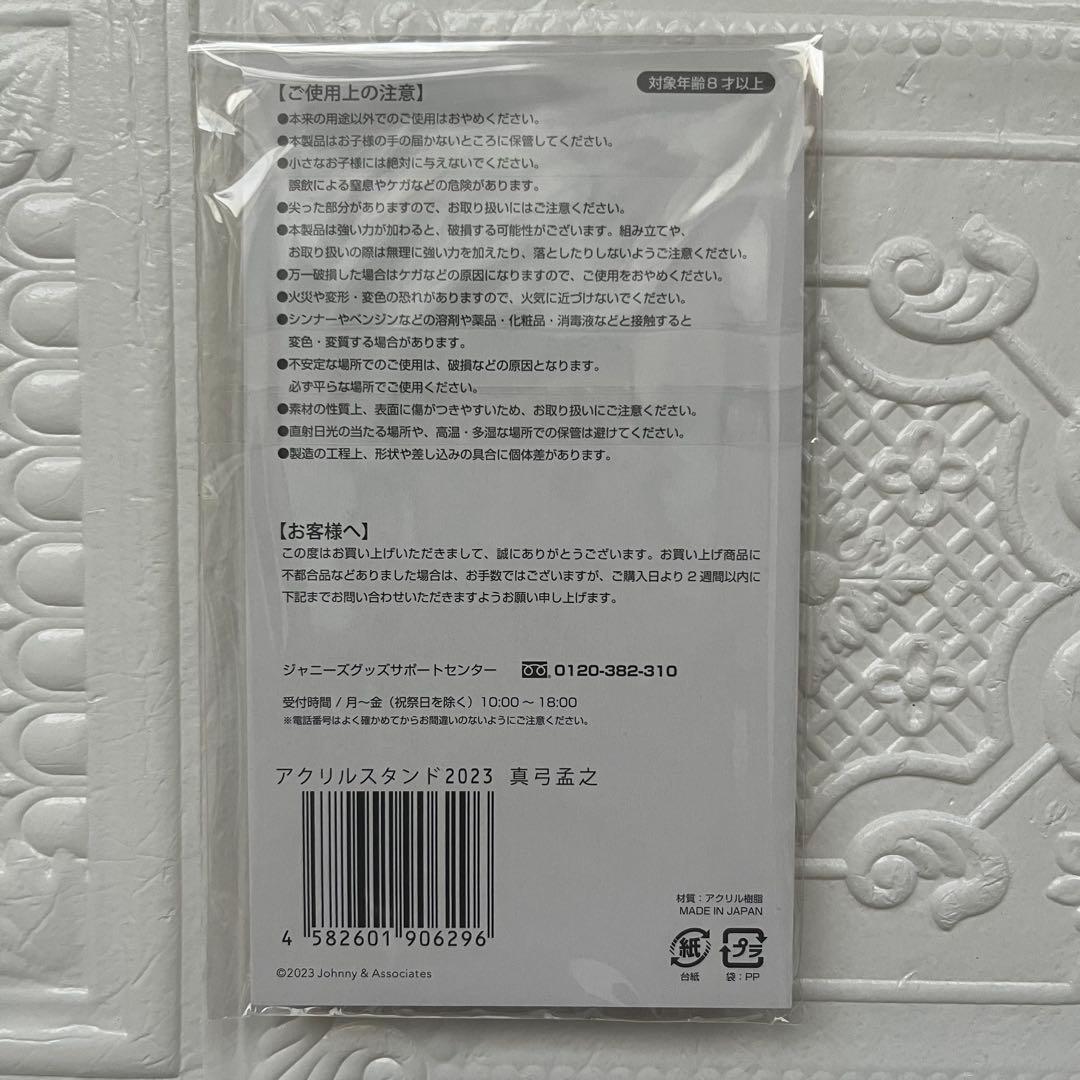 【ご使用上の注意】
対象年齢8才以上
●本来の用途以外でのご使用はおやめください。
●本製品はお子様の手の届かないところに保管してください。
●小さなお子様には絶対に与えないでください。
誤飲による窒息やケガなどの危険があります。
●尖った部分がありますので、お取り扱いにはご注意ください。
●本製品は強い力が加わると、破損する可能性がございます。組み立てや、
お取り扱いの際は無理に強い力を加えたり、落としたりしないようご注意ください。
●万一破損した場合はケガなどの原因になりますので、ご使用をおやめください。
●火災や変形・変色の恐れがありますので、火気に近づけないでください。
●シンナーやベンジンなどの溶剤や薬品・化粧品・消毒液などと接触すると
変色・変質する場合があります。
●不安定な場所でのご使用は、破損などの原因となります。
必ず平らな場所でご使用ください。
●素材の性質上、表面に傷がつきやすいため、お取り扱いにご注意ください。
●直射日光の当たる場所や、高温・多湿な場所での保管は避けてください。
●製造の工程上、形状や差し込みの具合に個体差があります。
【お客様へ】
この度はお買い上げいただきまして、誠にありがとうございます。お買い上げ商品に
不都合品などありました場合は、お手数ではございますが、ご購入日より2週間以内に
下記までお問い合わせいただきますようお願い申し上げます。
ジャニーズグッズサポートセンター 0120-382-310
受付時間 / 月〜金(祝祭日を除く)10:00〜18:00
※電話番号はよく確かめてからお間違いのないようにご注意ください。
アクリルスタンド2023 真弓孟之
4 582601 906296
材質：アクリル樹脂
MADE IN JAPAN
紙 プラ
台紙 袋：PP
©2023 Johnny & Associates